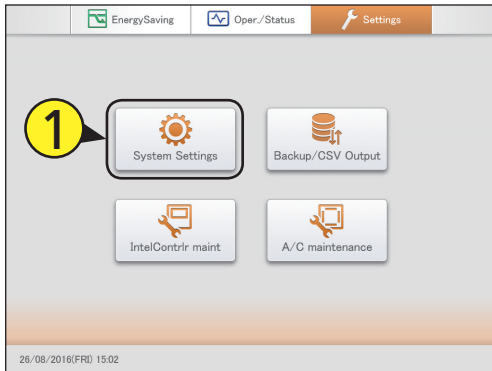 EnergySaving Oper./Status Settings
1
System Settings Backup/CSV Output
IntelContrlr maint A/C maintenance
26/08/2016(FRI) 15:02